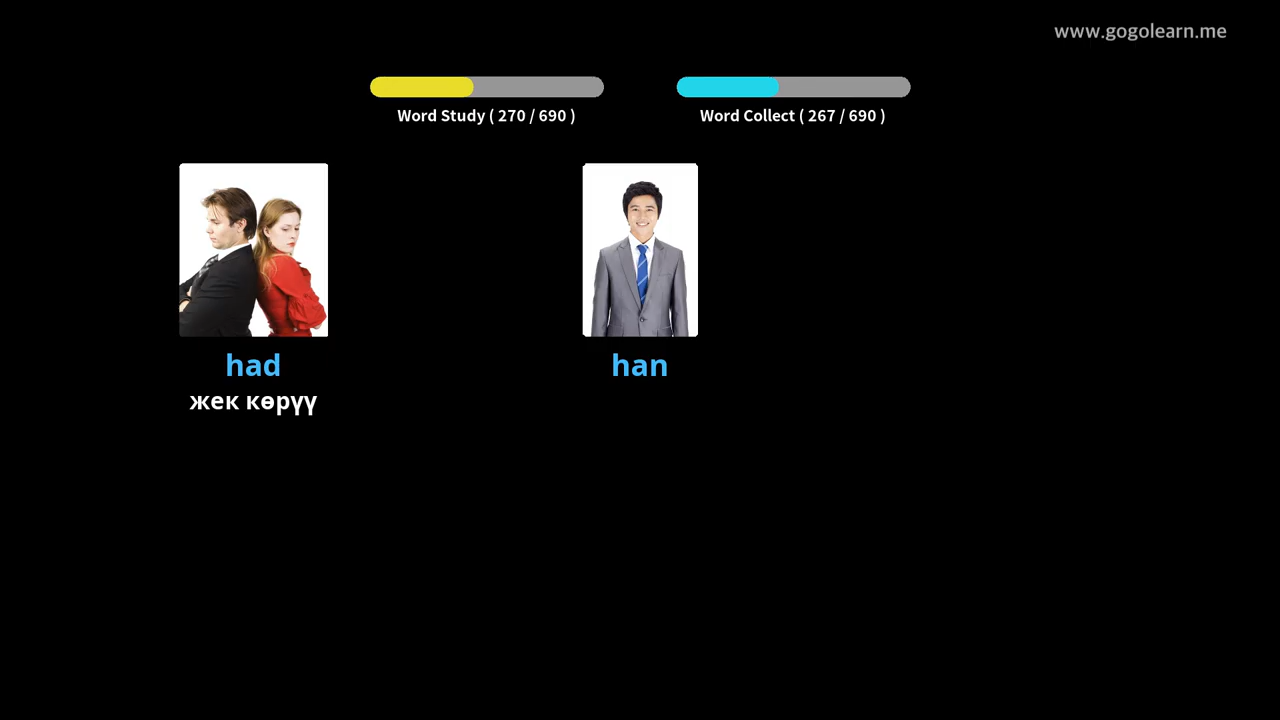 www.gogolearn.me
Word Study ( 270 / 690 )
Word Collect ( 267 / 690 )
had
han
жек көрүү